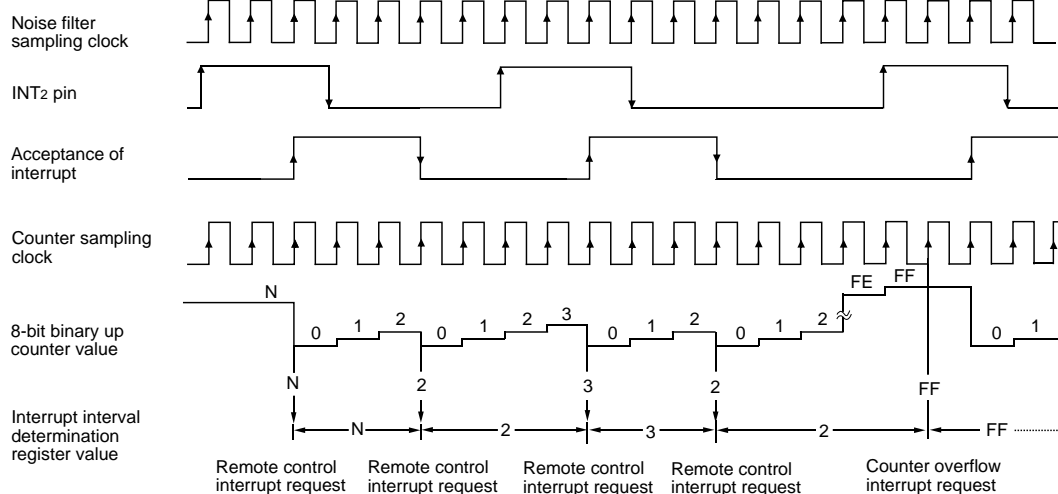 Noise filter
sampling clock
INT2 pin
Acceptance of
interrupt
Counter sampling
clock
FE FF
N
8-bit binary up
counter value
0 1 2 0 1 2 3 0 1 2 0 1 2 0 1
N 2 3 2 FF
Interrupt interval
determination
register value
N 2 3 2 FF
Remote control
interrupt request
Remote control
interrupt request
Remote control
interrupt request
Remote control
interrupt request
Counter overflow
interrupt request